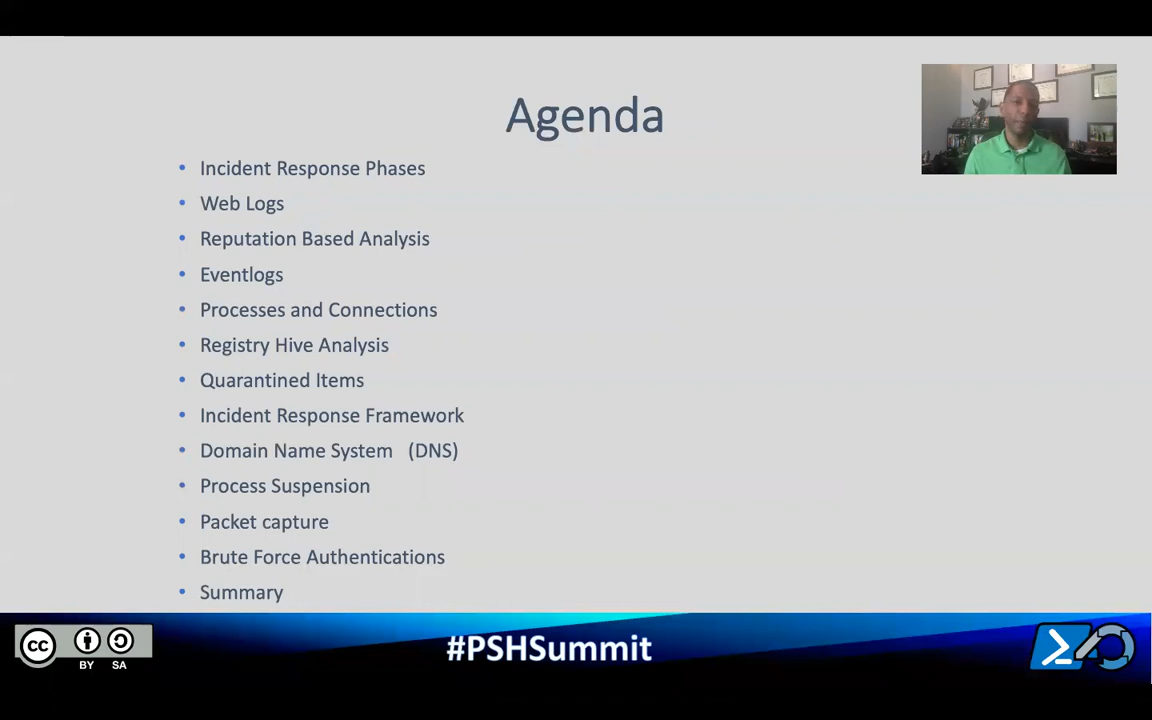 Agenda
• Incident Response Phases
• Web Logs
• Reputation Based Analysis
• Eventlogs
• Processes and Connections
• Registry Hive Analysis
• Quarantined Items
• Incident Response Framework
• Domain Name System (DNS)
• Process Suspension
• Packet capture
• Brute Force Authentications
• Summary
cc BY SA
#PSHSummit